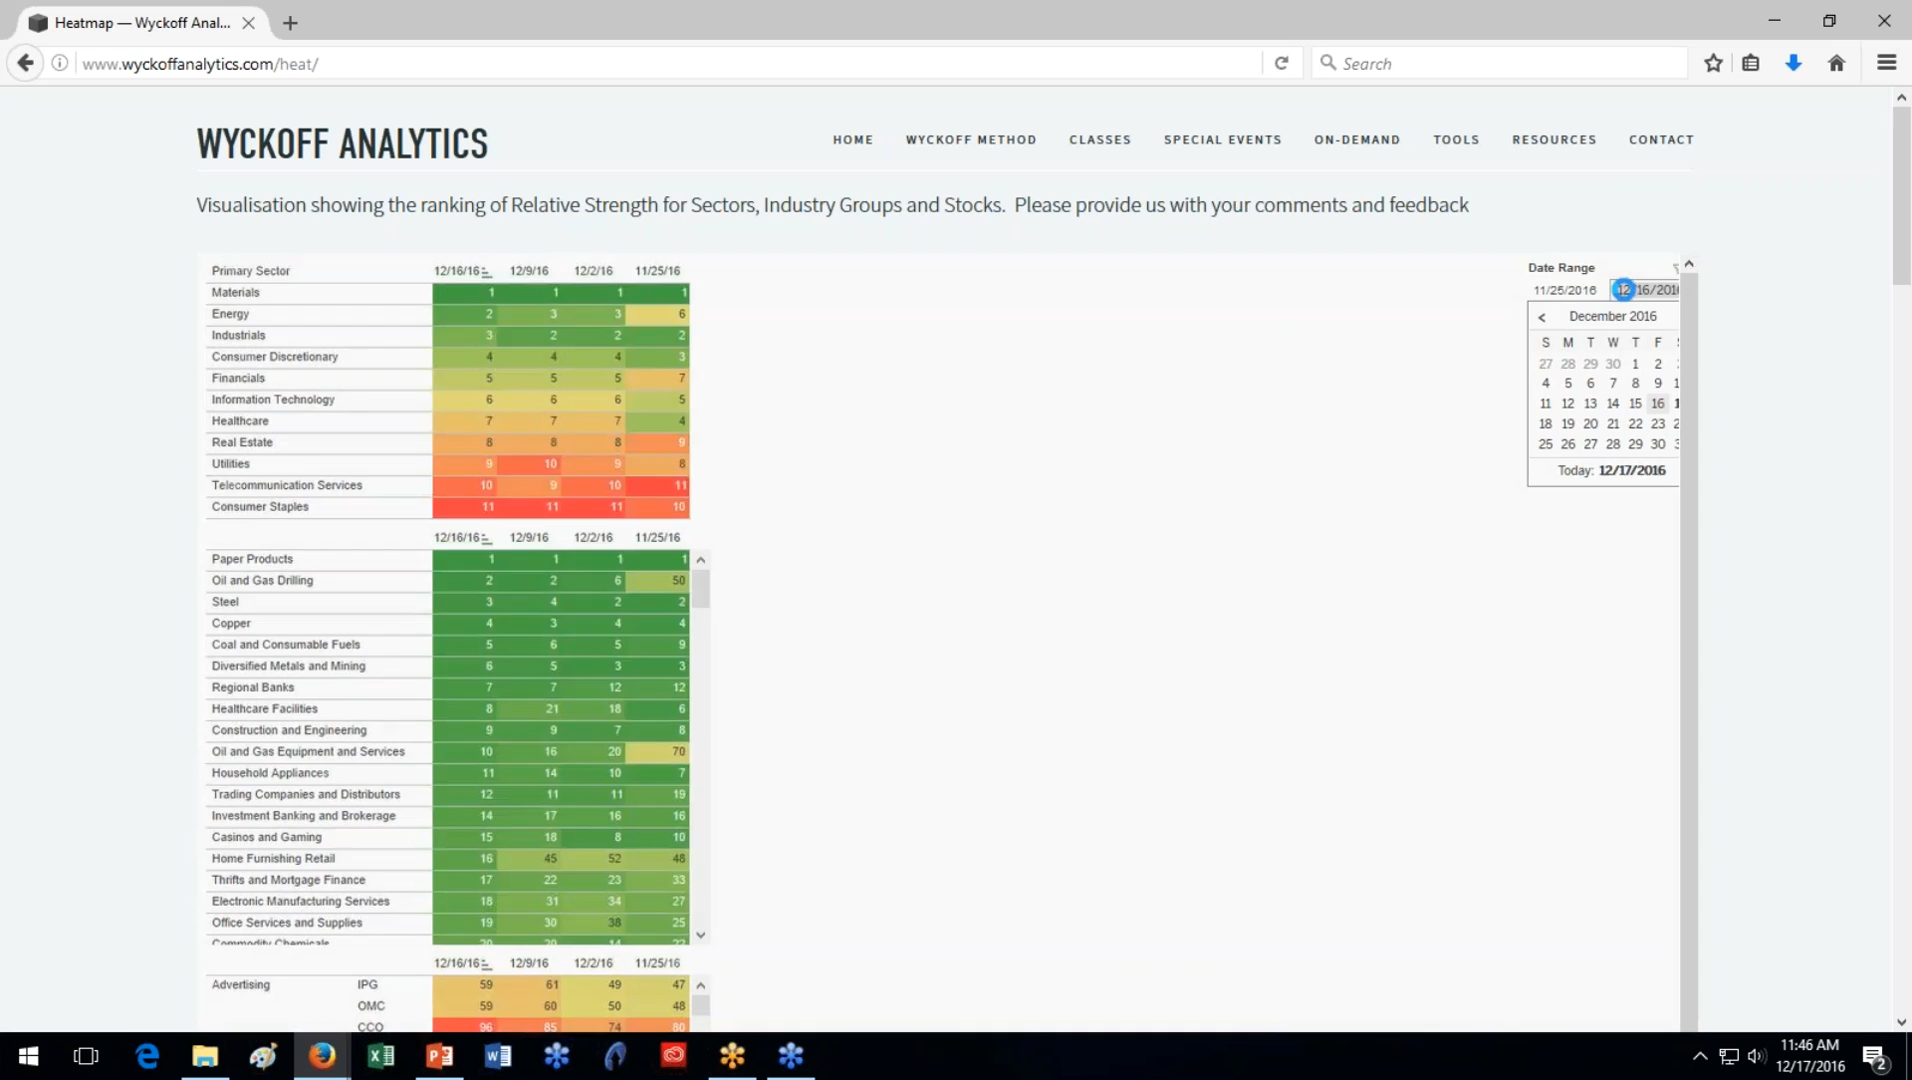 Heatmap — Wyckoff Anal...
www.wyckoffanalytics.com/heat/
Search
WYCKOFF ANALYTICS
HOME WYCKOFF METHOD CLASSES SPECIAL EVENTS ON-DEMAND TOOLS RESOURCES CONTACT
Visualisation showing the ranking of Relative Strength for Sectors, Industry Groups and Stocks. Please provide us with your comments and feedback
Primary Sector 12/16/16 12/9/16 12/2/16 11/25/16
Materials 1 1 1 1
Energy 2 3 3 6
Industrials 3 2 2 2
Consumer Discretionary 4 4 4 3
Financials 5 5 5 7
Information Technology 6 6 6 5
Healthcare 7 7 7 4
Real Estate 8 8 8 9
Utilities 9 10 9 8
Telecommunication Services 10 9 10 11
Consumer Staples 11 11 11 10
12/16/16 12/9/16 12/2/16 11/25/16
Paper Products 1 1 1 1
Oil and Gas Drilling 2 2 6 50
Steel 3 4 2 2
Copper 4 3 4 4
Coal and Consumable Fuels 5 6 5 9
Diversified Metals and Mining 6 5 3 3
Regional Banks 7 7 12 12
Healthcare Facilities 8 21 18 6
Construction and Engineering 9 9 7 8
Oil and Gas Equipment and Services 10 16 20 70
Household Appliances 11 14 10 7
Trading Companies and Distributors 12 11 11 19
Investment Banking and Brokerage 14 17 16 16
Casinos and Gaming 15 18 8 10
Home Furnishing Retail 16 45 52 48
Thrifts and Mortgage Finance 17 22 23 33
Electronic Manufacturing Services 18 31 34 27
Office Services and Supplies 19 30 38 25
Commodity Chemicals
12/16/16 12/9/16 12/2/16 11/25/16
Advertising IPG 59 61 49 47
OMC 59 60 50 48
CCO 96 85 74 80
Date Range
11/25/2016 12/16/2016
December 2016
S M T W T F
27 28 29 30 1 2
4 5 6 7 8 9
11 12 13 14 15 16
18 19 20 21 22 23
25 26 27 28 29 30
Today: 12/17/2016
11:46 AM
12/17/2016
2